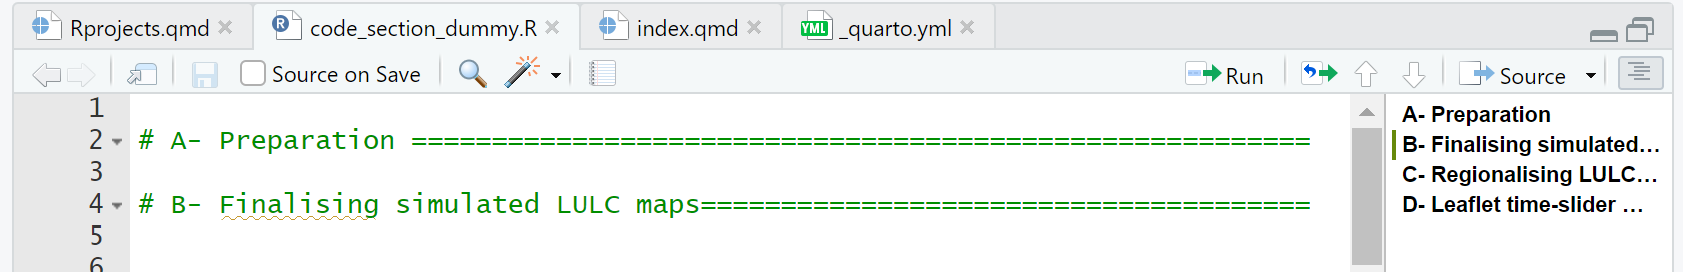 Rprojects.qmd × R code_section_dummy.R × index.qmd × YML _quarto.yml ×
Source on Save Run Source
1
2 # A- Preparation ========================================================
3
4 # B- Finalising simulated LULC maps======================================
5
6
A- Preparation
B- Finalising simulated...
C- Regionalising LULC...
D- Leaflet time-slider ...